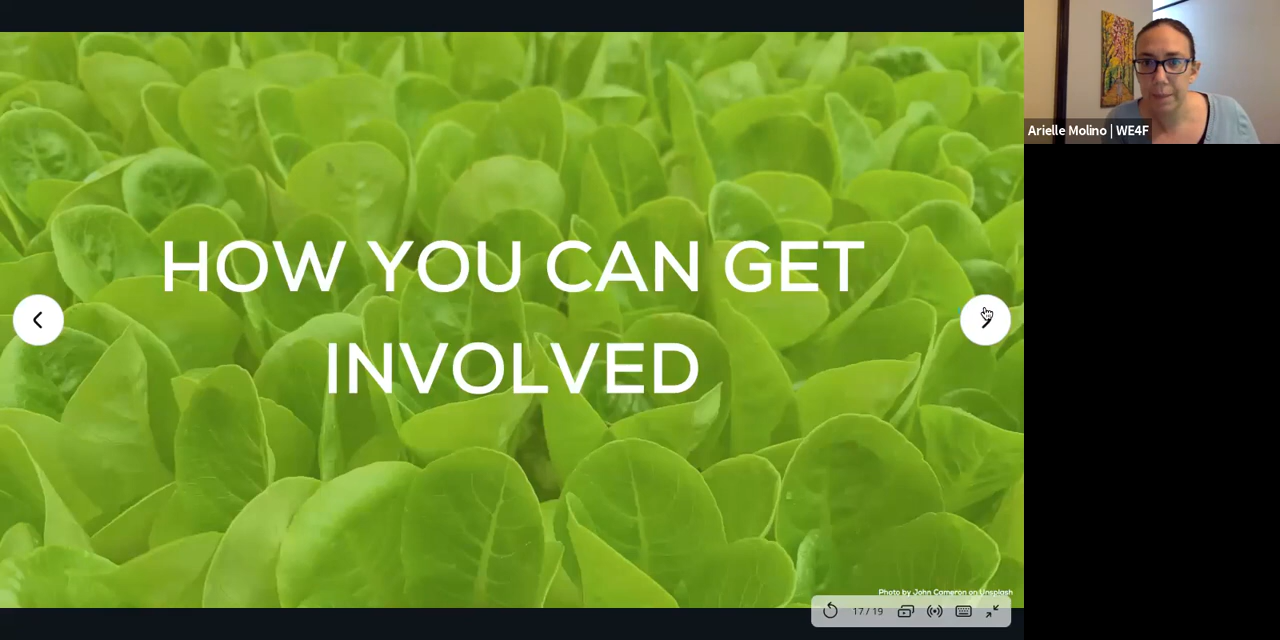 HOW YOU CAN GET
INVOLVED
Arielle Molino | WE4F
Photo by John Cameron on Unsplash
17 / 19